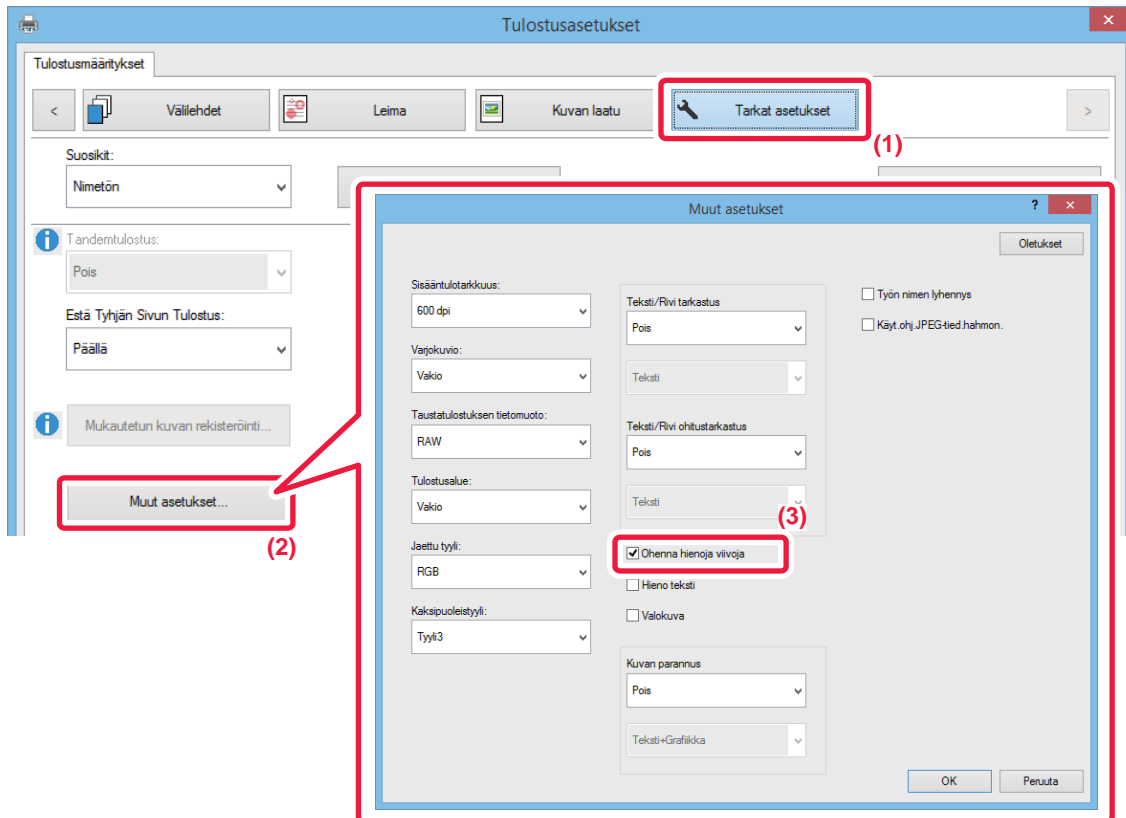 Tulostusasetukset
Tulostusmääritykset
<
Välilehdet
Leima
Kuvan laatu
Tarkat asetukset
>
(1)
Suosikit:
Nimetön
Tandemtulostus:
Pois
Estä Tyhjän Sivun Tulostus:
Päällä
Mukautetun kuvan rekisteröinti...
Muut asetukset...
(2)
Muut asetukset
?
Oletukset
Sisääntulotarkkuus:
600 dpi
Varjokuvio:
Vakio
Taustatulostuksen tietomuoto:
RAW
Tulostusalue:
Vakio
Jaettu tyyli:
RGB
Kaksipuoleistyyli:
Tyyli3
Teksti/Rivi tarkastus
Pois
Teksti
Teksti/Rivi ohitustarkastus
Pois
Teksti
(3)
Ohenna hienoja viivoja
Hieno teksti
Valokuva
Kuvan parannus
Pois
Teksti+Grafiikka
Työn nimen lyhennys
Käyt.ohj.JPEG-tied.hahmon.
OK
Peruuta